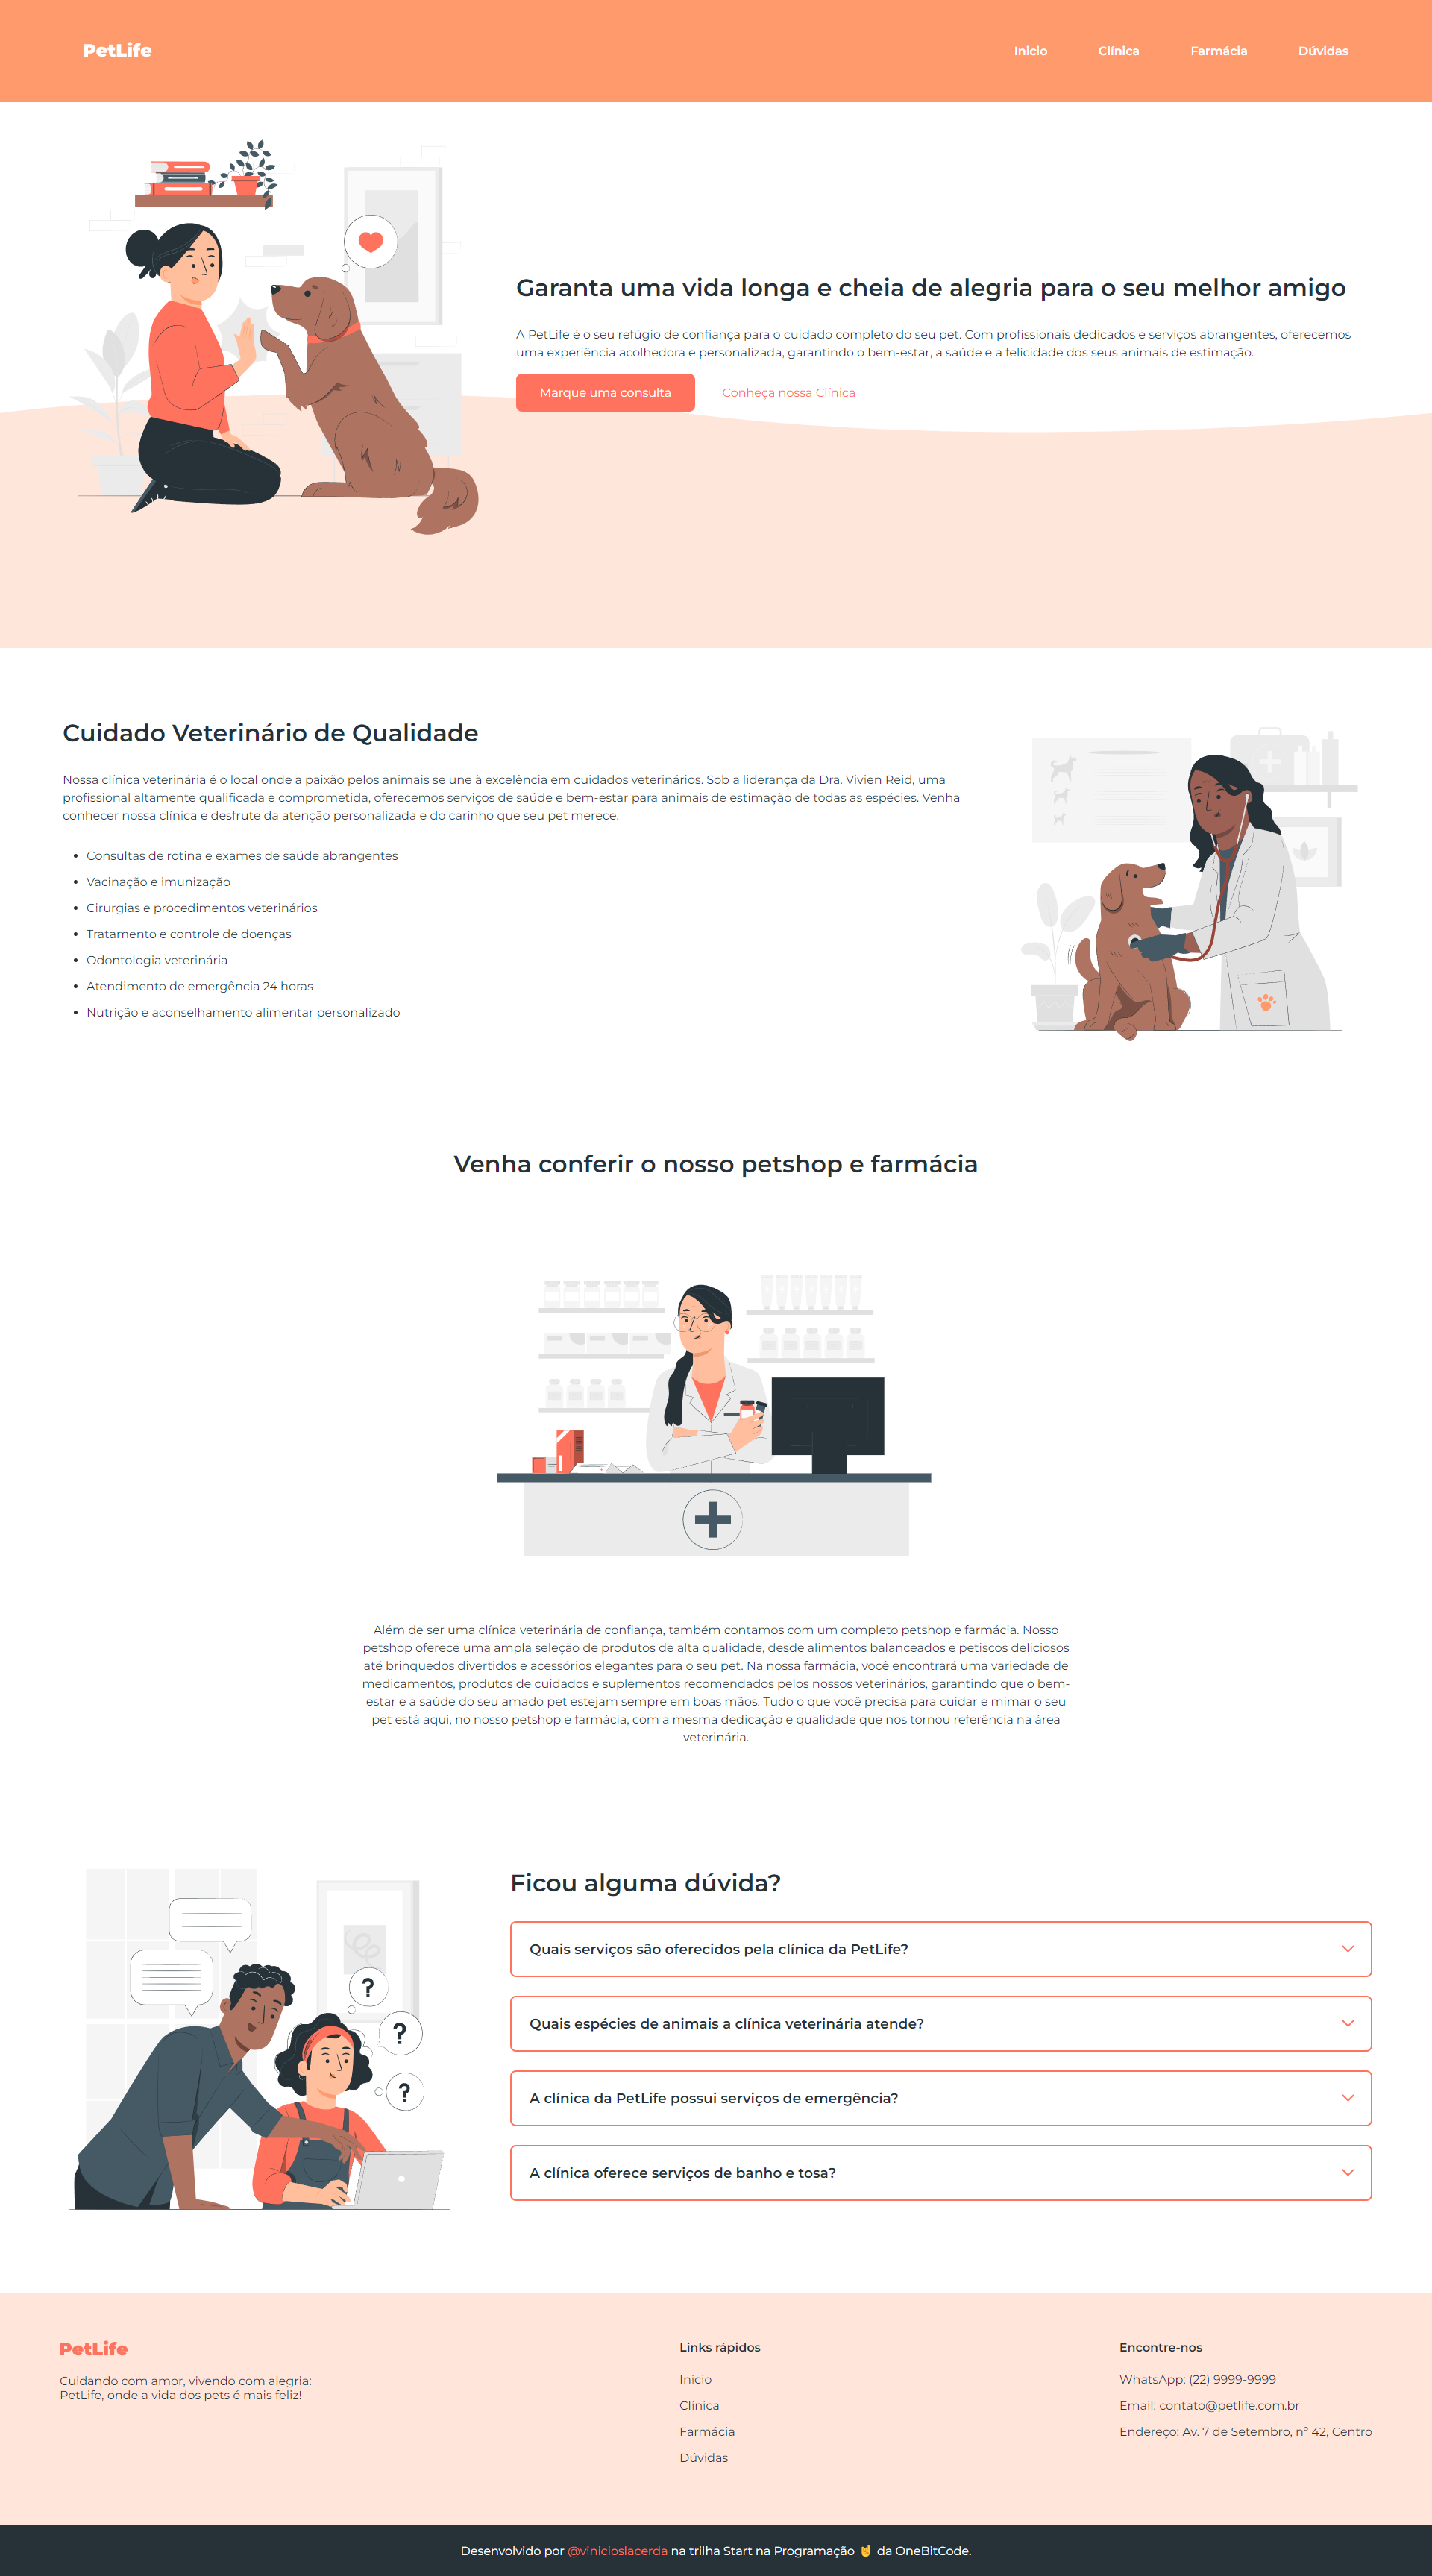 PetLife
Inicio
Clínica
Farmácia
Dúvidas
Garanta uma vida longa e cheia de alegria para o seu melhor amigo
A PetLife é o seu refúgio de confiança para o cuidado completo do seu pet. Com profissionais dedicados e serviços abrangentes, oferecemos
uma experiência acolhedora e personalizada, garantindo o bem-estar, a saúde e a felicidade dos seus animais de estimação.
Marque uma consulta
Conheça nossa Clínica
Cuidado Veterinário de Qualidade
Nossa clínica veterinária é o local onde a paixão pelos animais se une à excelência em cuidados veterinários. Sob a liderança da Dra. Vivien Reid, uma
profissional altamente qualificada e comprometida, oferecemos serviços de saúde e bem-estar para animais de estimação de todas as espécies. Venha
conhecer nossa clínica e desfrute da atenção personalizada e do carinho que seu pet merece.
• Consultas de rotina e exames de saúde abrangentes
• Vacinação e imunização
• Cirurgias e procedimentos veterinários
• Tratamento e controle de doenças
• Odontologia veterinária
• Atendimento de emergência 24 horas
• Nutrição e aconselhamento alimentar personalizado
Venha conferir o nosso petshop e farmácia
Além de ser uma clínica veterinária de confiança, também contamos com um completo petshop e farmácia. Nosso
petshop oferece uma ampla seleção de produtos de alta qualidade, desde alimentos balanceados e petiscos deliciosos
até brinquedos divertidos e acessórios elegantes para o seu pet. Na nossa farmácia, você encontrará uma variedade de
medicamentos, produtos de cuidados e suplementos recomendados pelos nossos veterinários, garantindo que o bem-
estar e a saúde do seu amado pet estejam sempre em boas mãos. Tudo o que você precisa para cuidar e mimar o seu
pet está aqui, no nosso petshop e farmácia, com a mesma dedicação e qualidade que nos tornou referência na área
veterinária.
?
?
?
Ficou alguma dúvida?
Quais serviços são oferecidos pela clínica da PetLife?
Quais espécies de animais a clínica veterinária atende?
A clínica da PetLife possui serviços de emergência?
A clínica oferece serviços de banho e tosa?
PetLife
Cuidando com amor, vivendo com alegria:
PetLife, onde a vida dos pets é mais feliz!
Links rápidos
Inicio
Clínica
Farmácia
Dúvidas
Encontre-nos
WhatsApp: (22) 9999-9999
Email: contato@petlife.com.br
Endereço: Av. 7 de Setembro, nº 42, Centro
Desenvolvido por @vinicioslacerda na trilha Start na Programação 🤘 da OneBitCode.